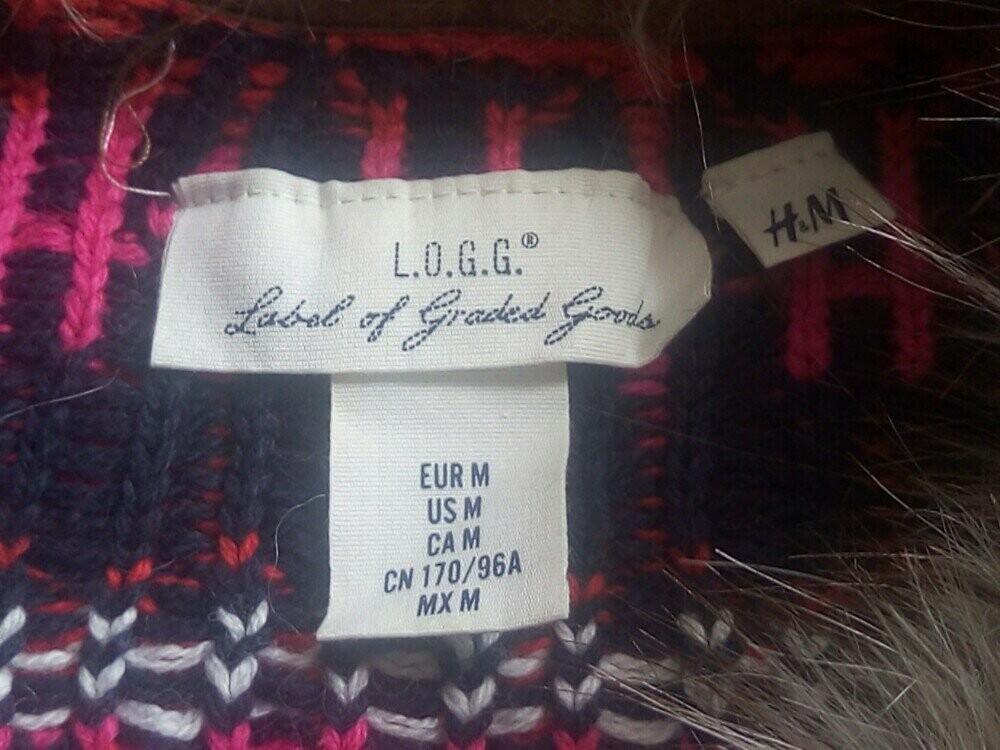 L.O.G.G.®
Label of Graded Goods
H&M
EUR M
US M
CA M
CN 170/96A
MX M